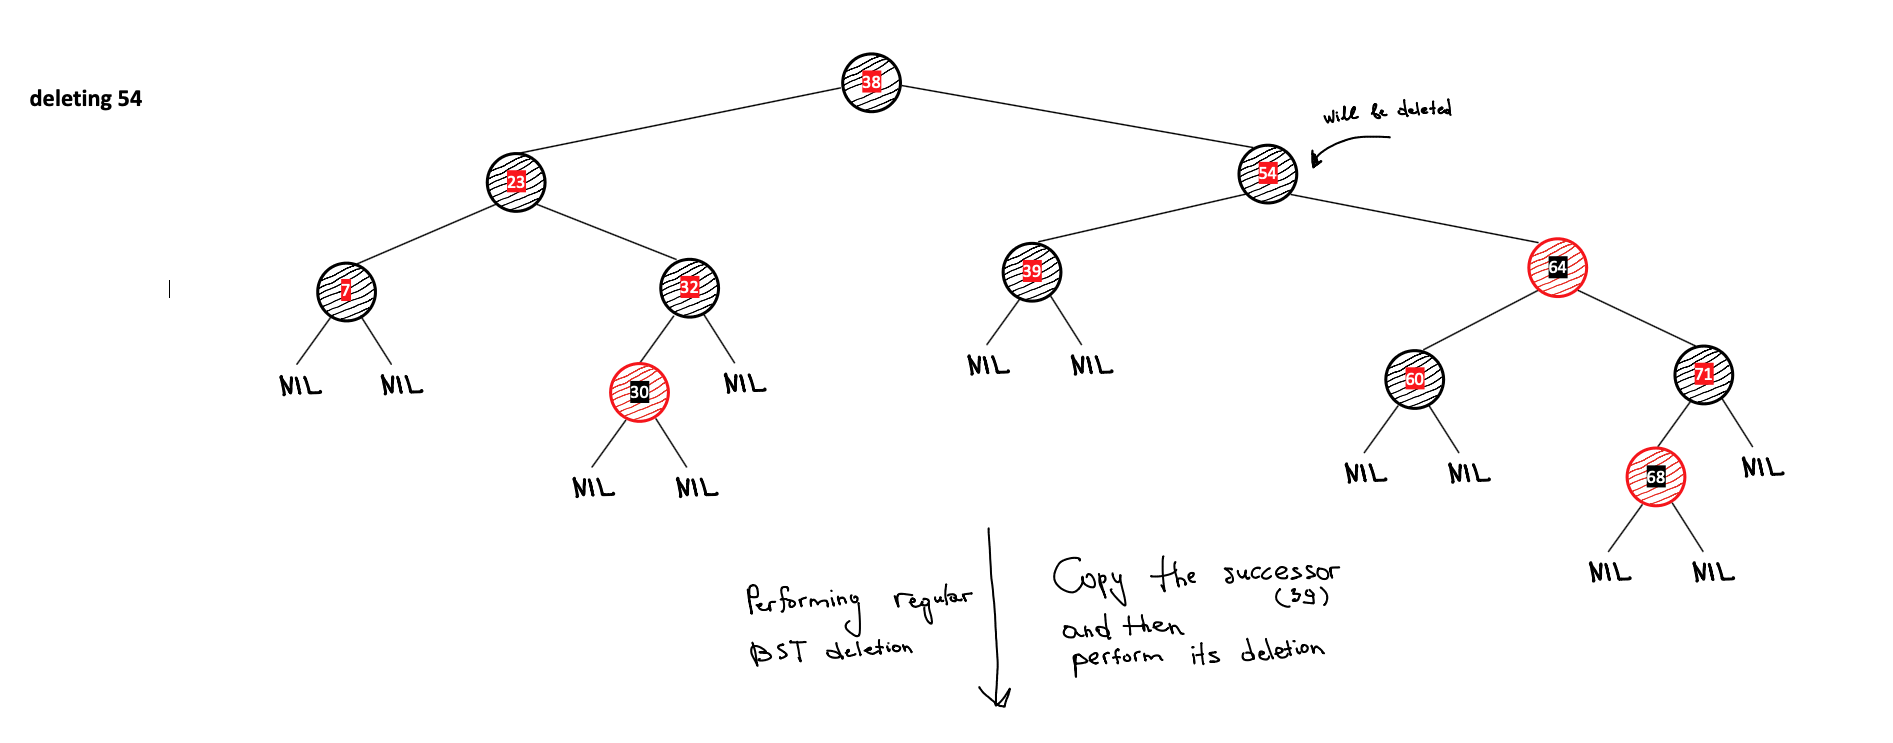 deleting 54
38
will be deleted
23
54
7
32
39
64
NIL
NIL
30
NIL
NIL
NIL
60
71
NIL
NIL
NIL
NIL
68
NIL
NIL
NIL
Performing regular
BST deletion
Copy the successor
(39)
and then
perform its deletion